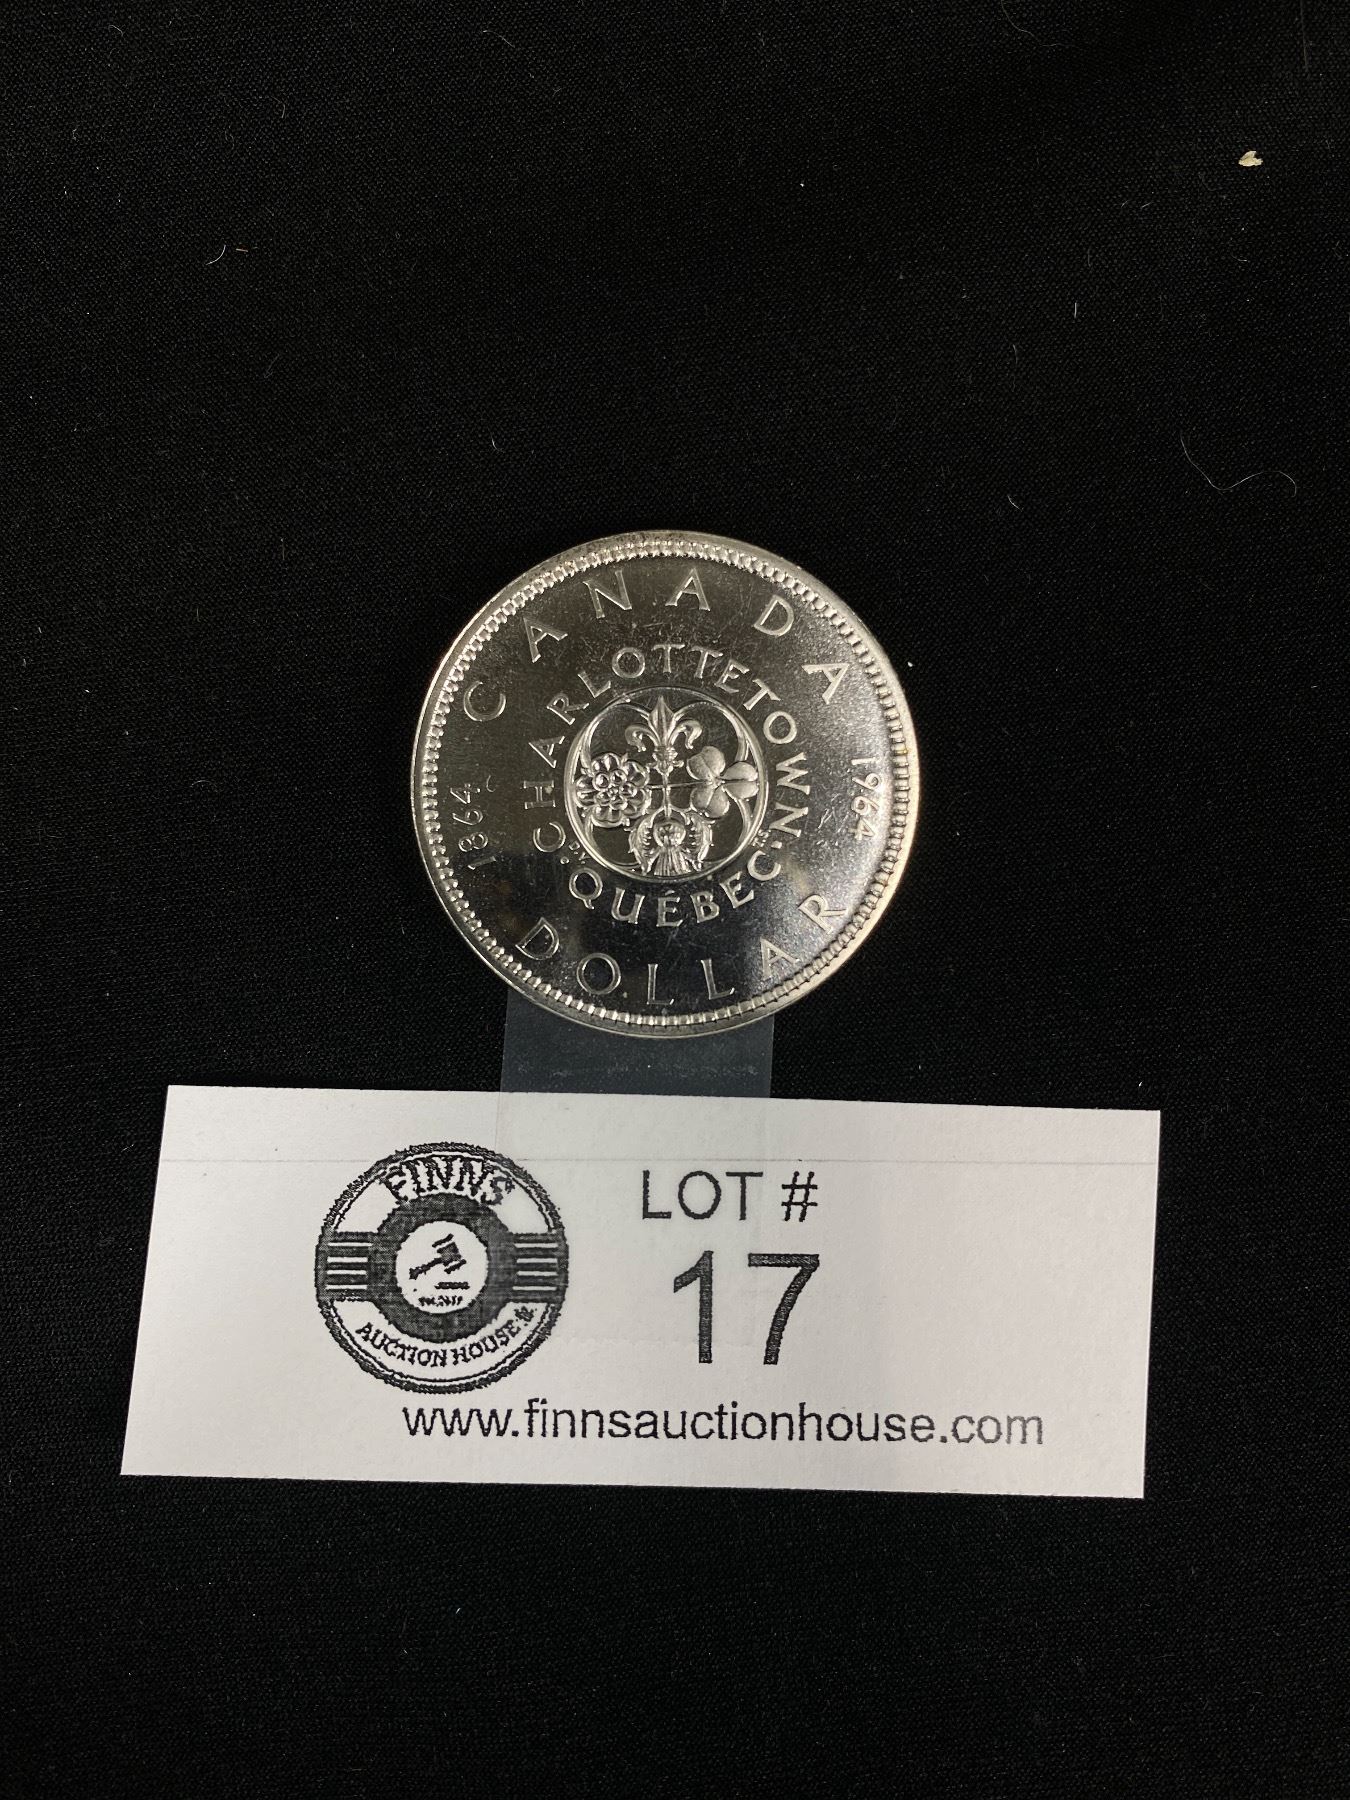 CANADA
1864
1964
CHARLOTTETOWN
·QUÉBEC·
DOLLAR
FINNS
AUCTION HOUSE
LOT #
17
www.finnsauctionhouse.com